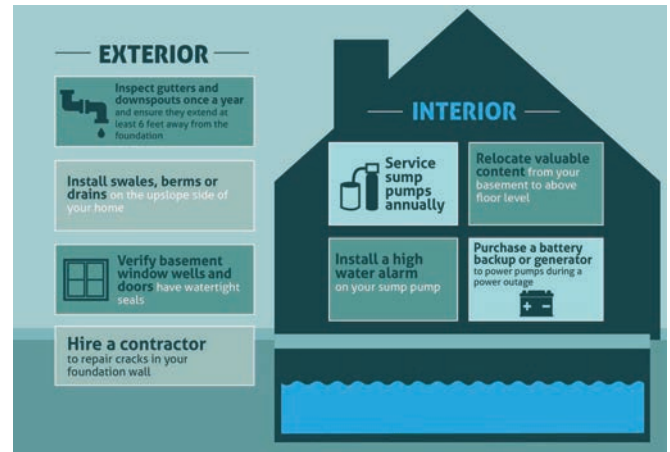 EXTERIOR
Inspect gutters and
downspouts once a year
and ensure they extend at
least 6 feet away from the
foundation
Install swales, berms or
drains on the upslope side of
your home
Verify basement
window wells and
doors have watertight
seals
Hire a contractor
to repair cracks in your
foundation wall
INTERIOR
Service
sump
pumps
annually
Relocate valuable
content from your
basement to above
floor level
Install a high
water alarm
on your sump pump
Purchase a battery
backup or generator
to power pumps during a
power outage